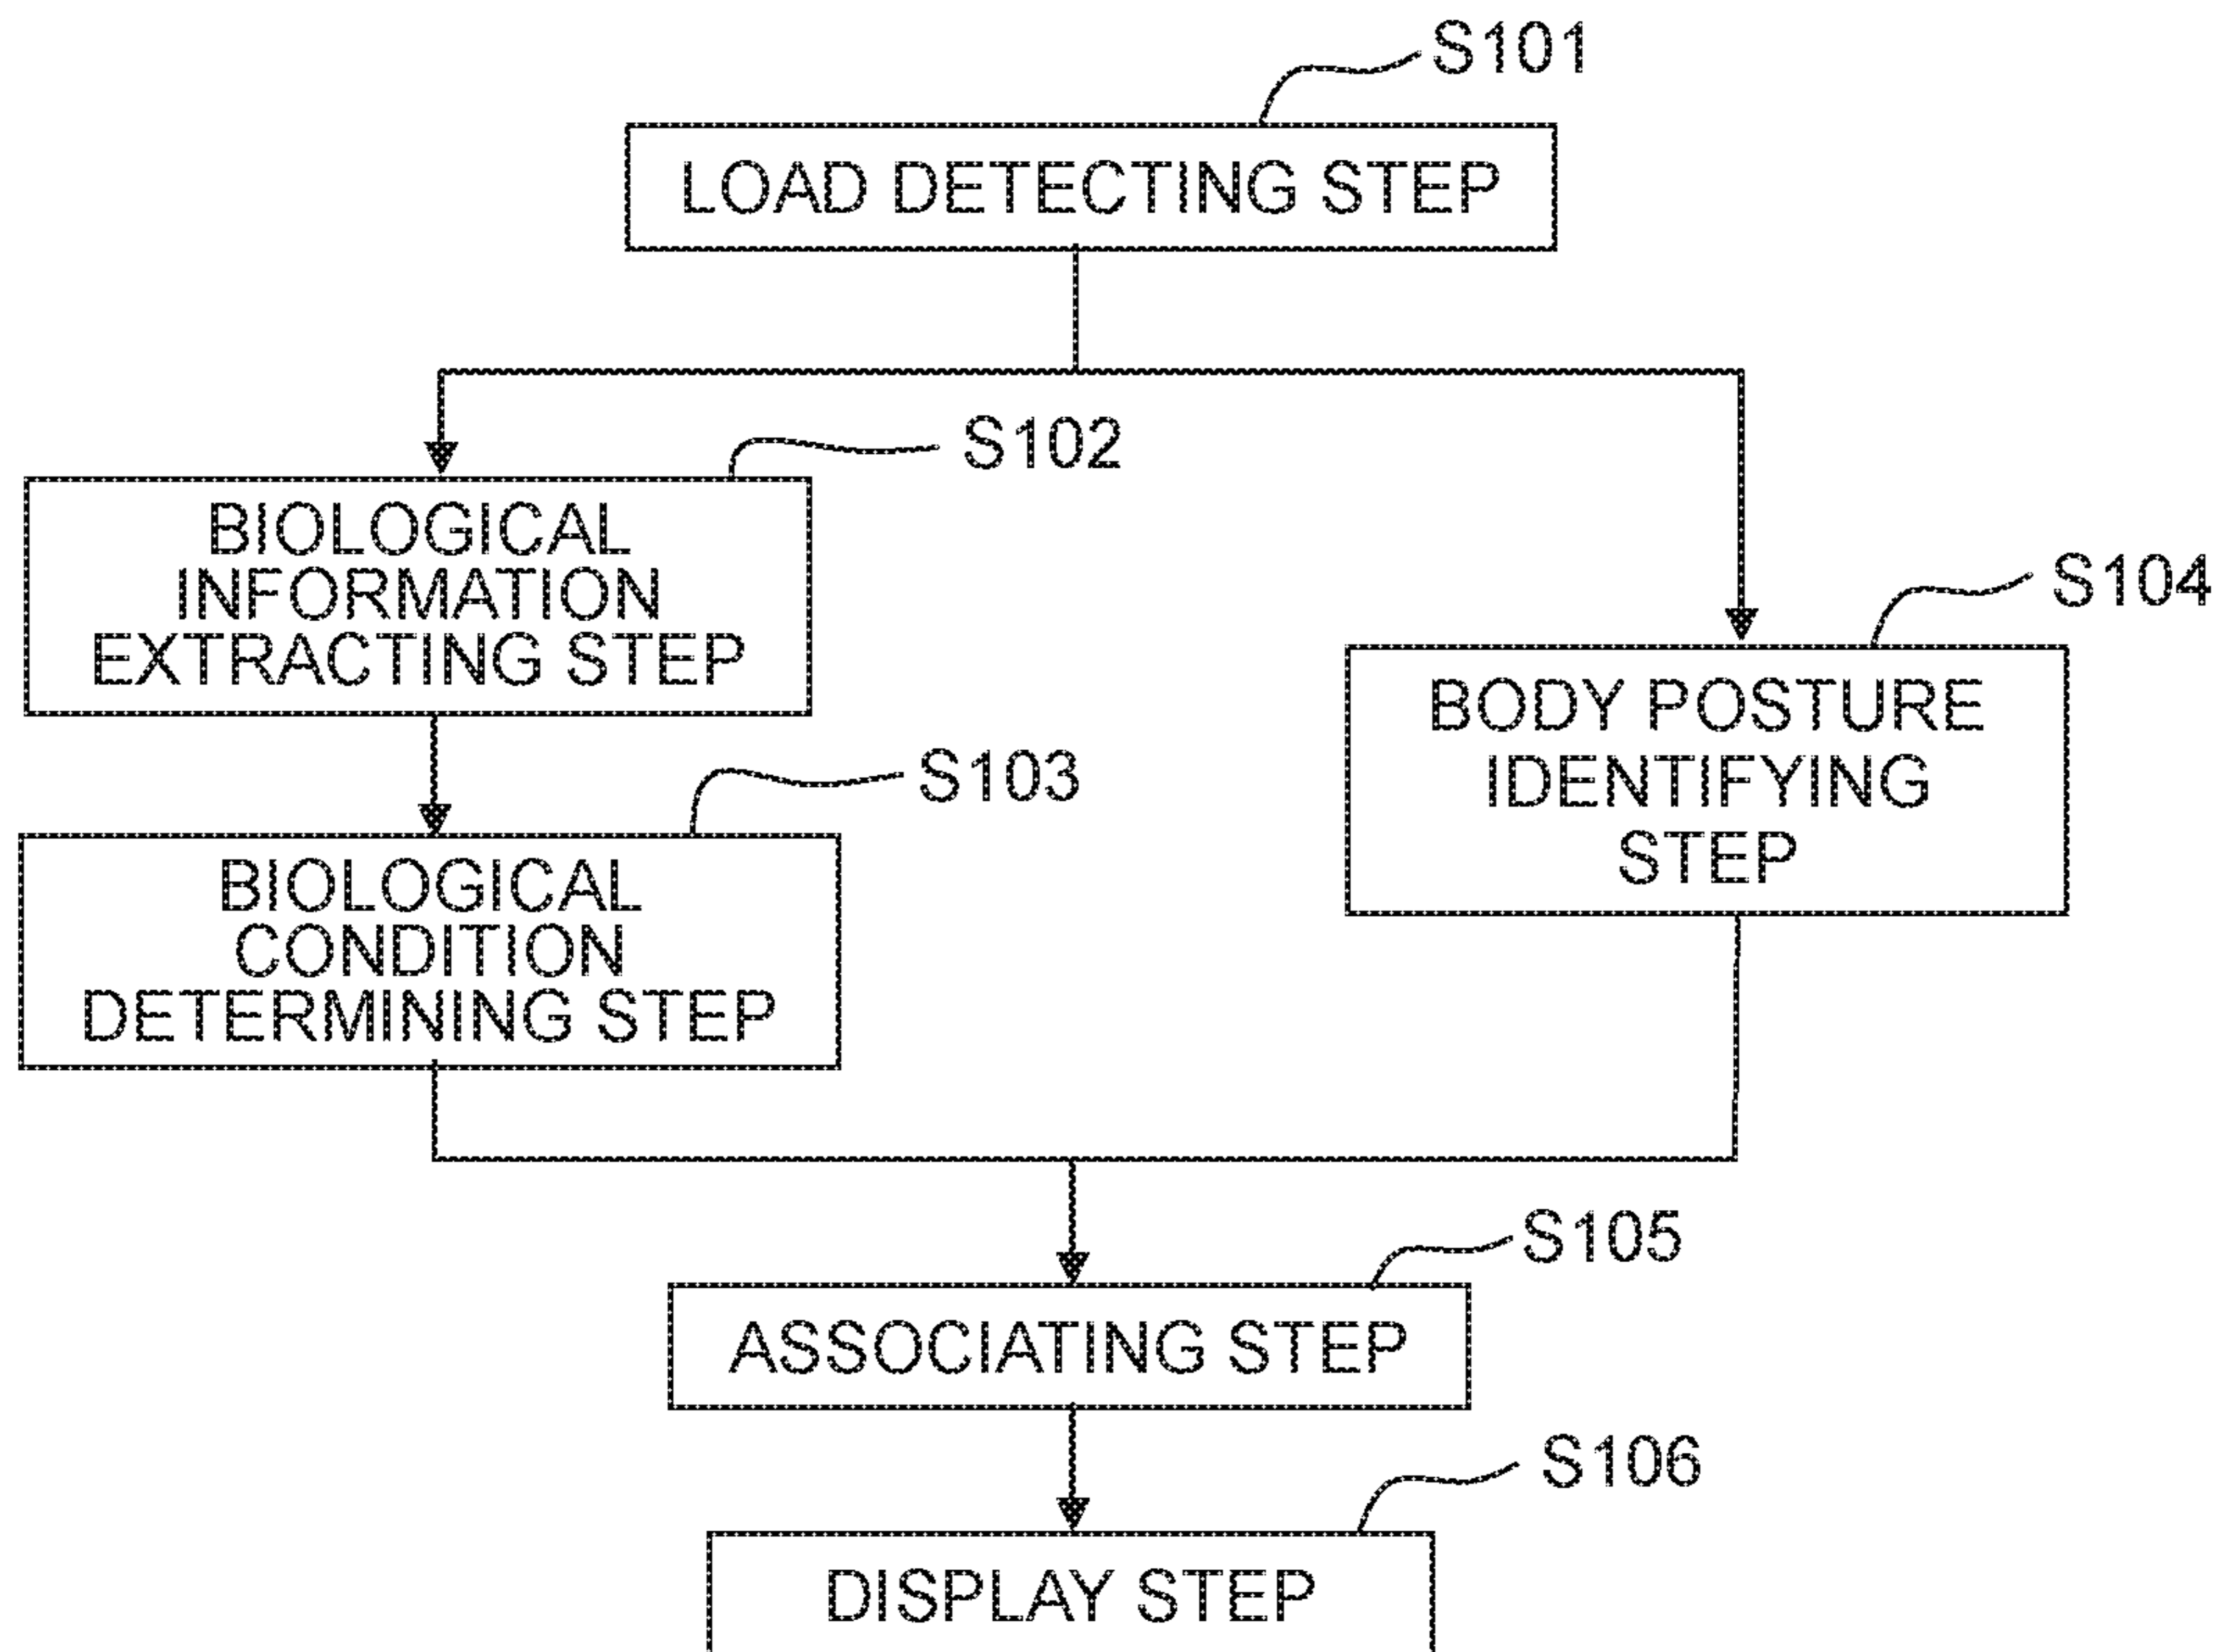 S101
LOAD DETECTING STEP
S102
BIOLOGICAL
INFORMATION
EXTRACTING STEP
S104
BODY POSTURE
IDENTIFYING
STEP
S103
BIOLOGICAL
CONDITION
DETERMINING STEP
S105
ASSOCIATING STEP
S106
DISPLAY STEP